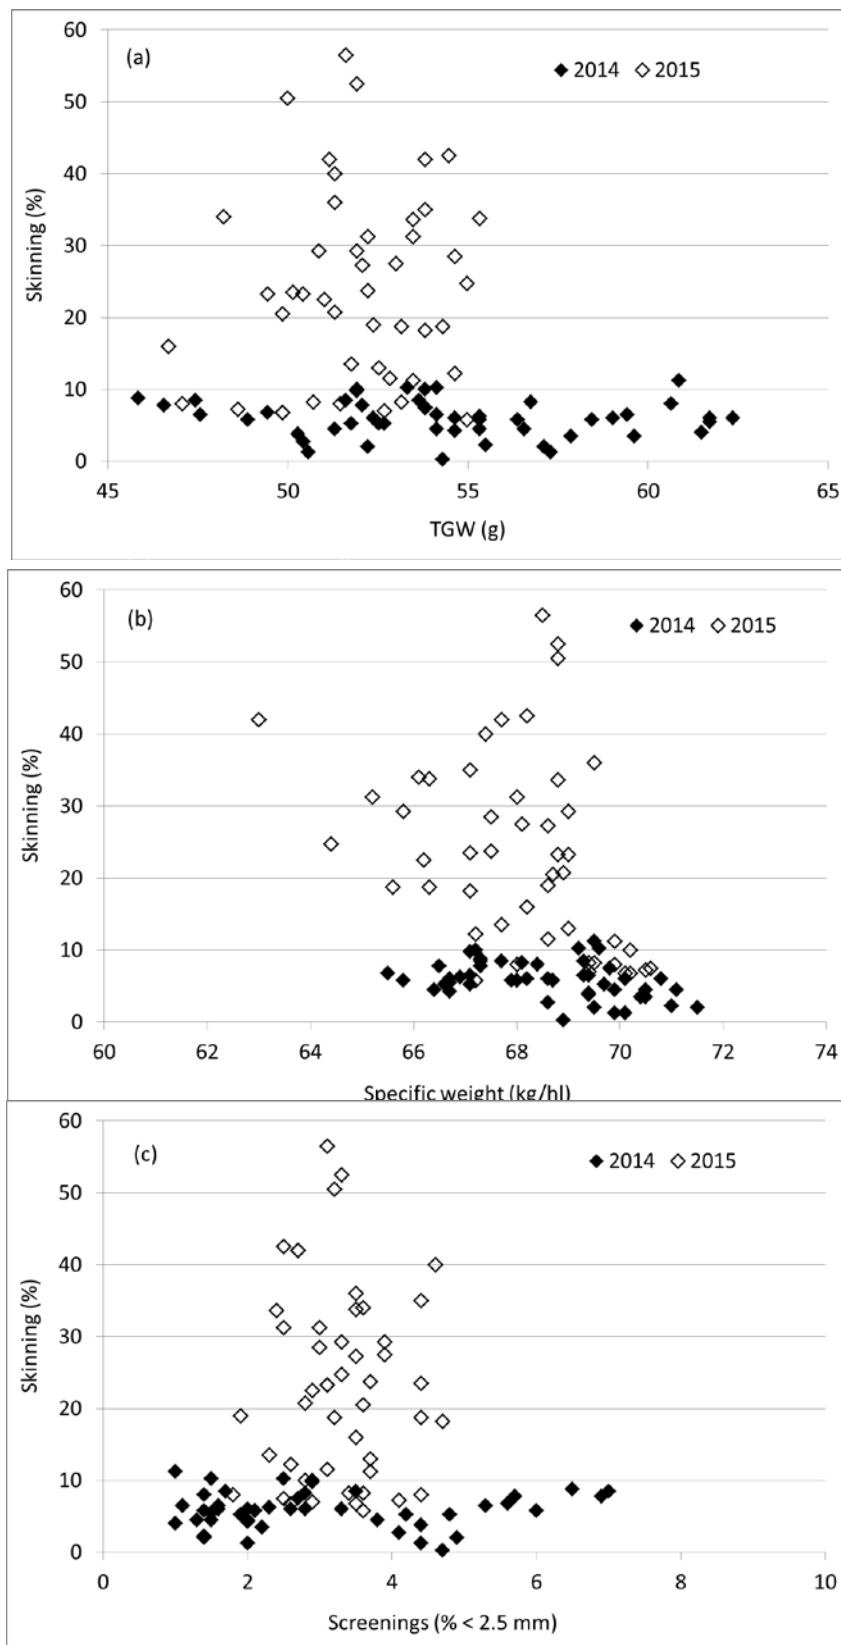 60
(a)
◆ 2014 ◇ 2015
50
40
Skinning (%)
30
20
10
0
45 50 55 60 65
TGW (g)
60
(b)
◆ 2014 ◇ 2015
50
40
Skinning (%)
30
20
10
0
60 62 64 66 68 70 72 74
Specific weight (kg/hl)
60
(c)
◆ 2014 ◇ 2015
50
40
Skinning (%)
30
20
10
0
0 2 4 6 8 10
Screenings (% < 2.5 mm)